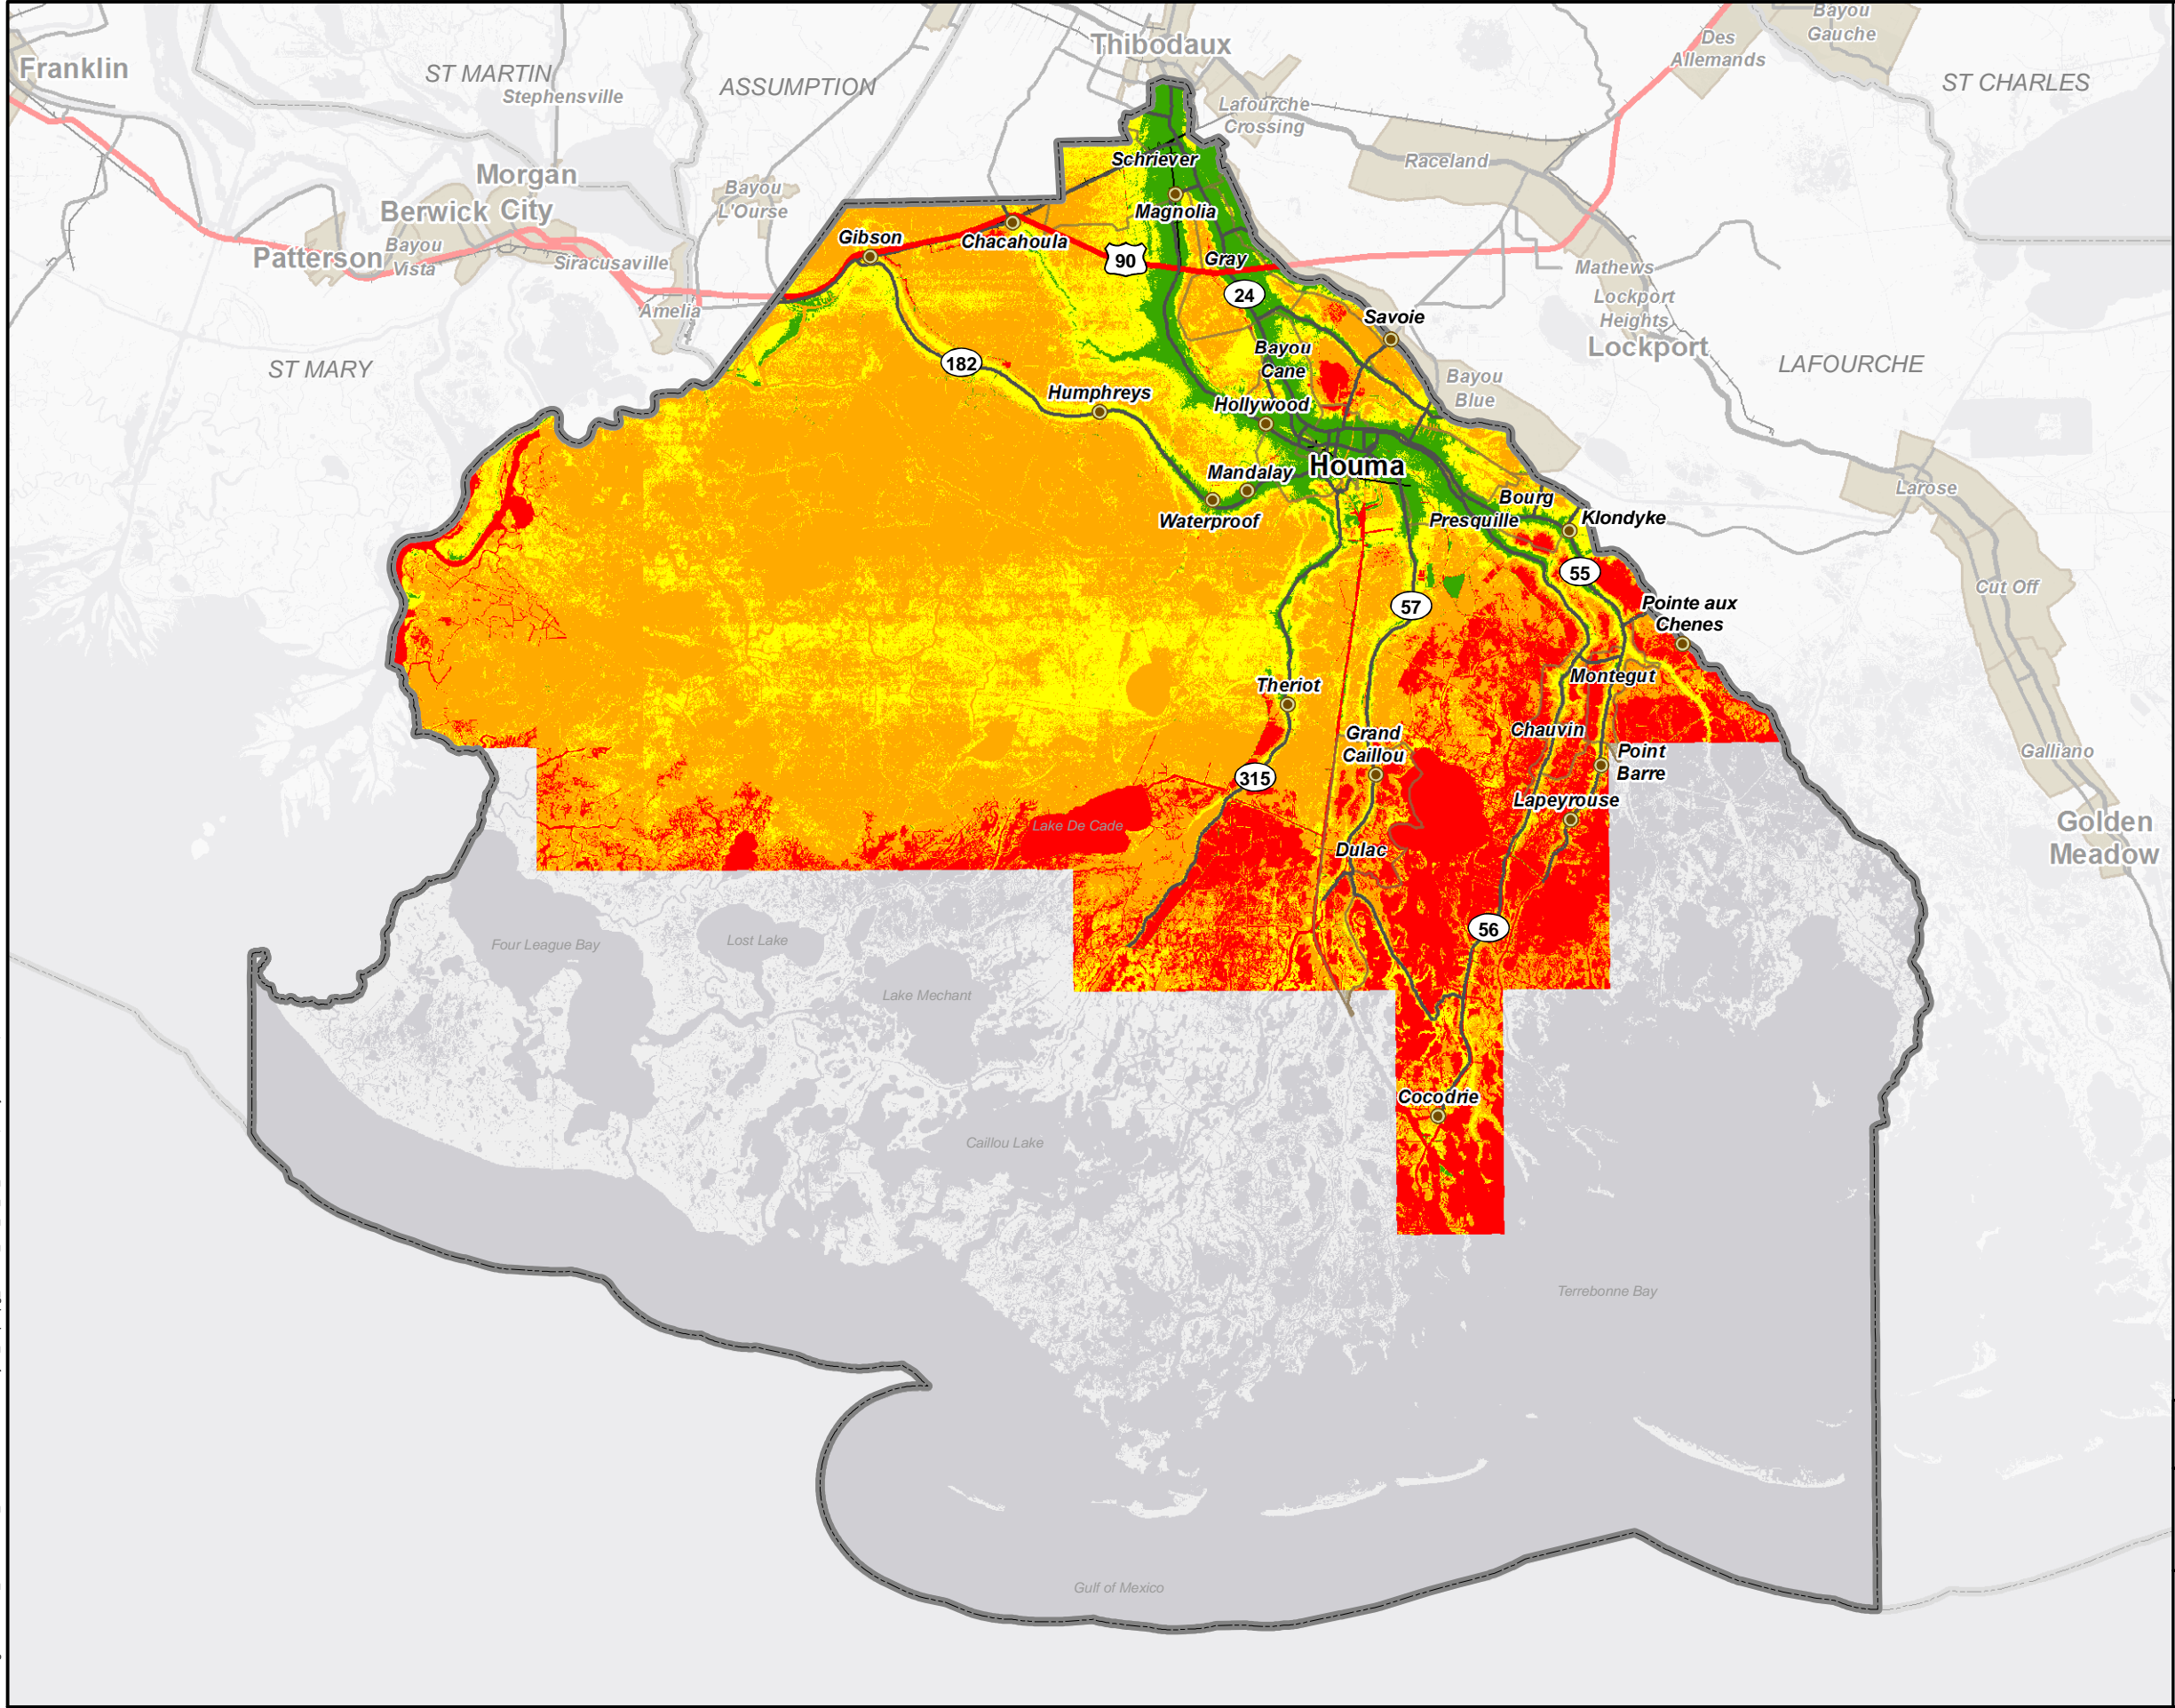 Bayou
Gauche
Des
Allemands
Thibodaux
Franklin
ST MARTIN
Stephensville
ASSUMPTION
ST CHARLES
Lafourche
Crossing
Raceland
Schriever
Morgan
City
Berwick
Bayou
L'Ourse
Magnolia
Bayou
Vista
Patterson
Siracusaville
Gibson
Chacahoula
90
Gray
Mathews
24
Lockport
Heights
Amelia
Savoie
Lockport
ST MARY
182
Bayou
Cane
LAFOURCHE
Bayou
Blue
Humphreys
Hollywood
Houma
Mandalay
Waterproof
Bourg
Presquille
Klondyke
Larose
55
57
Cut Off
Pointe aux
Chenes
Montegut
Theriot
Grand
Caillou
Chauvin
Point
Barre
Galliano
315
Lapeyrouse
Lake De Cade
Dulac
Golden
Meadow
Four League Bay
Lost Lake
56
Lake Mechant
Cocodrie
Caillou Lake
Terrebonne Bay
Gulf of Mexico